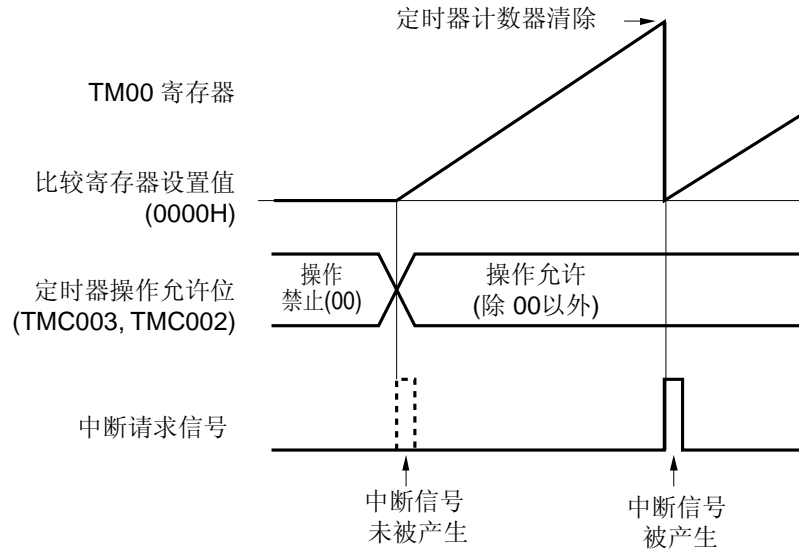 定时器计数器清除
TM00 寄存器
比较寄存器设置值
(0000H)
定时器操作允许位
(TMC003, TMC002)
操作
禁止(00)
操作允许
(除 00以外)
中断请求信号
中断信号
未被产生
中断信号
被产生